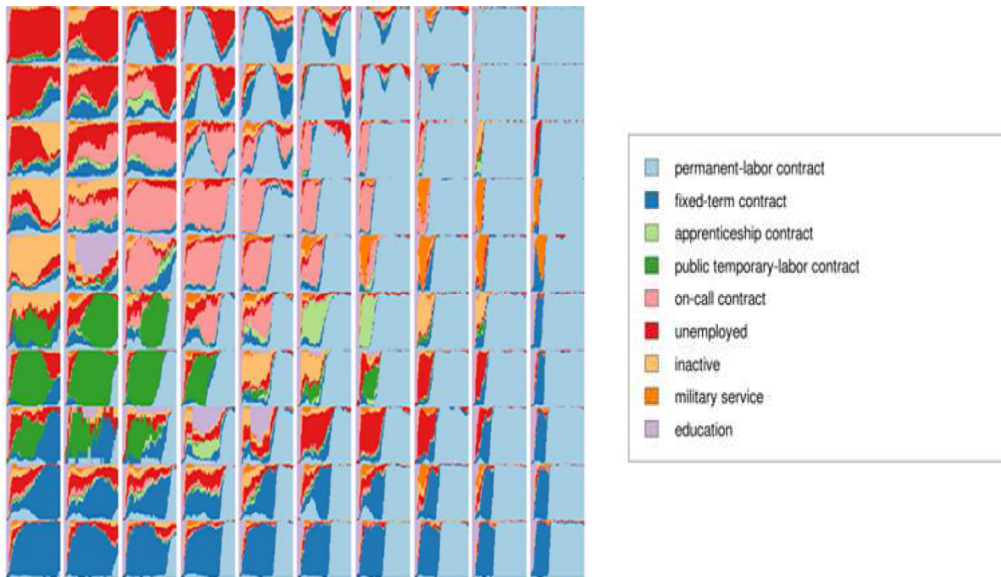 permanent-labor contract
fixed-term contract
apprenticeship contract
public temporary-labor contract
on-call contract
unemployed
inactive
military service
education